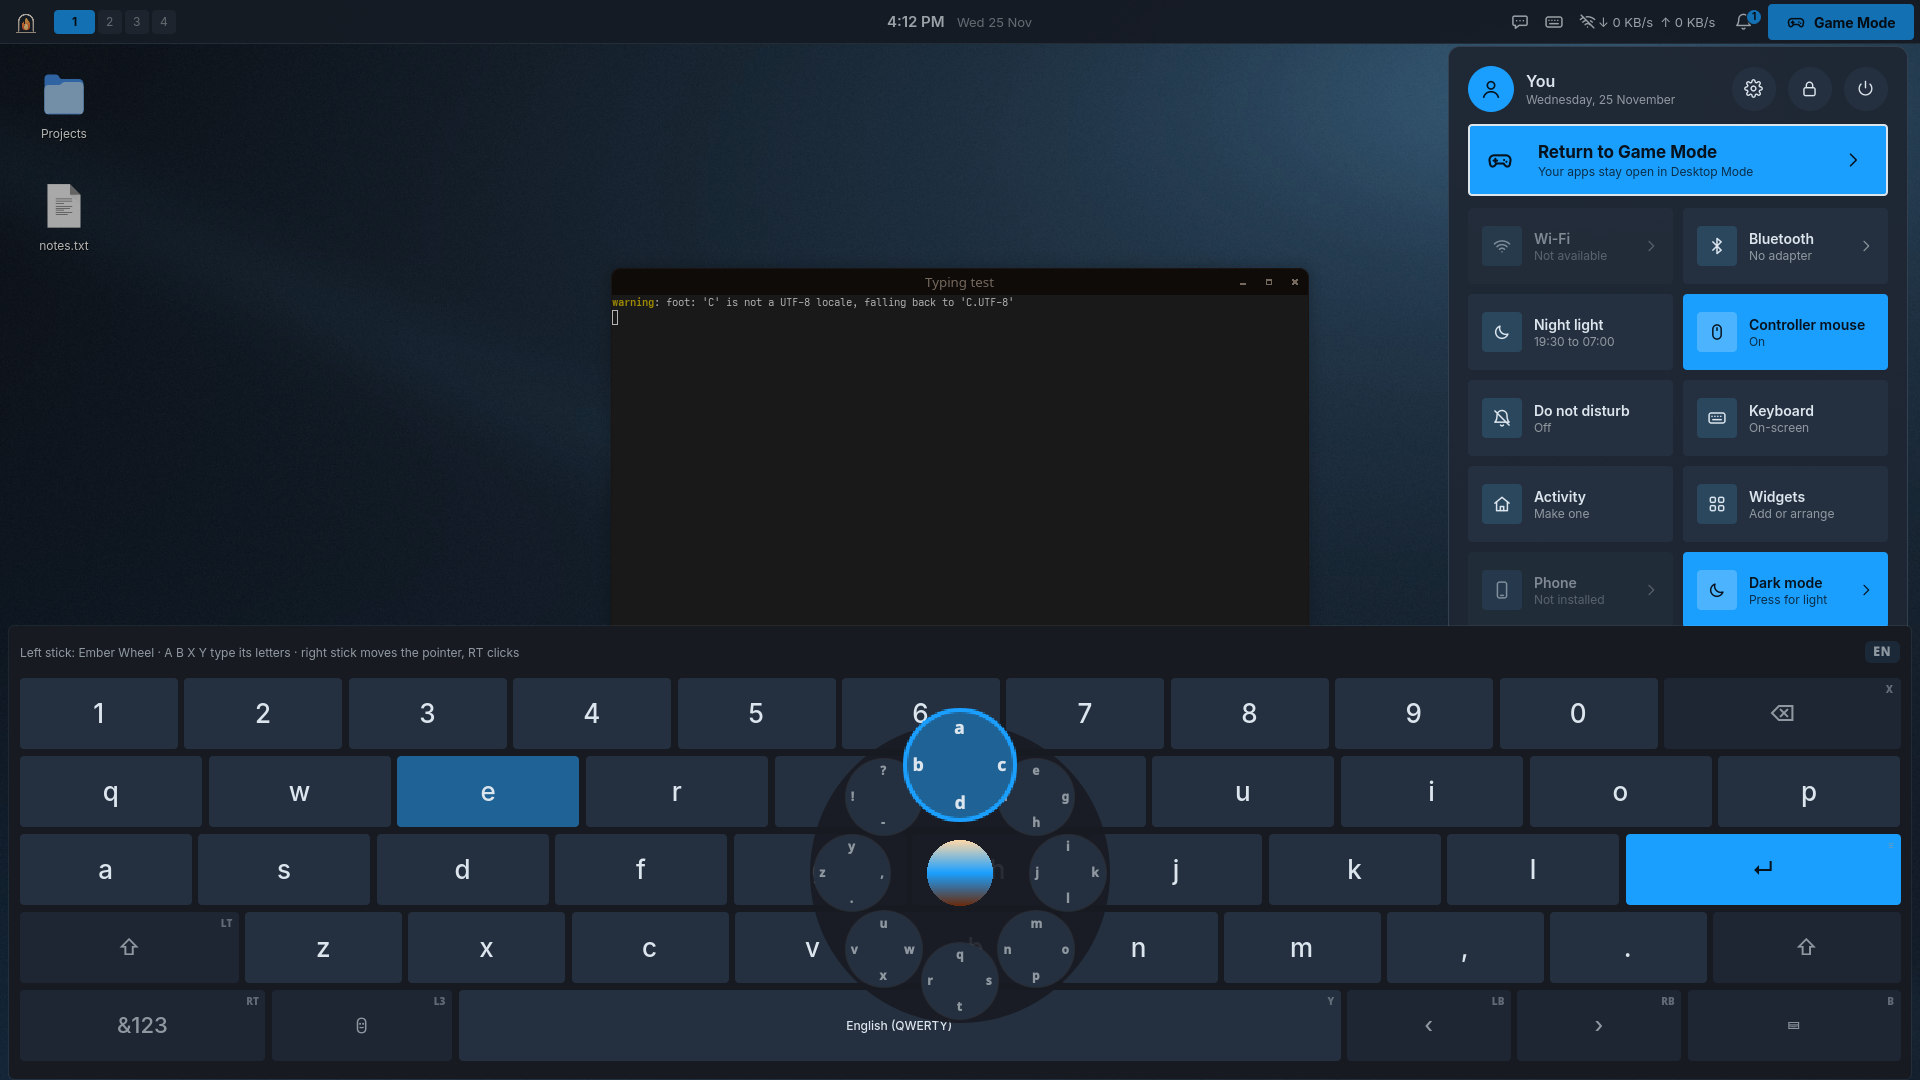 1 2 3 4
4:12 PM Wed 25 Nov
↓ 0 KB/s ↑ 0 KB/s
1
Game Mode
Projects
notes.txt
You
Wednesday, 25 November
Return to Game Mode
Your apps stay open in Desktop Mode
Wi-Fi
Not available
Bluetooth
No adapter
Night light
19:30 to 07:00
Controller mouse
On
Do not disturb
Off
Keyboard
On-screen
Activity
Make one
Widgets
Add or arrange
Phone
Not installed
Dark mode
Press for light
Typing test
warning: foot: 'C' is not a UTF-8 locale, falling back to 'C.UTF-8'
Left stick: Ember Wheel · A B X Y type its letters · right stick moves the pointer, RT clicks
EN
1 2 3 4 5 6 7 8 9 0 X
q w e r u i o p
a s d f h j k l
LT z x c v b n m , .
&123 RT L3 English (QWERTY) Y ‹ LB › RB B
a b c d
e g h
i j k l
m n o p
q r s t
u v w x
y z , .
? ! -